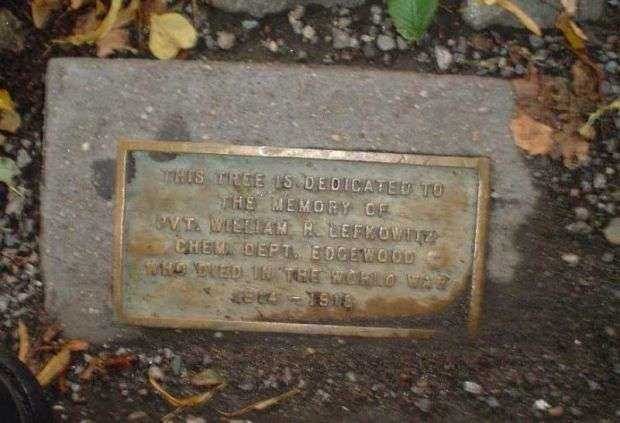 THIS TREE IS DEDICATED TO
THE MEMORY OF
PVT. WILLIAM H. LEFKOWITZ
CHEM. DEPT. EDGEWOOD
WHO DIED IN THE WORLD WAR
1914 - 1918